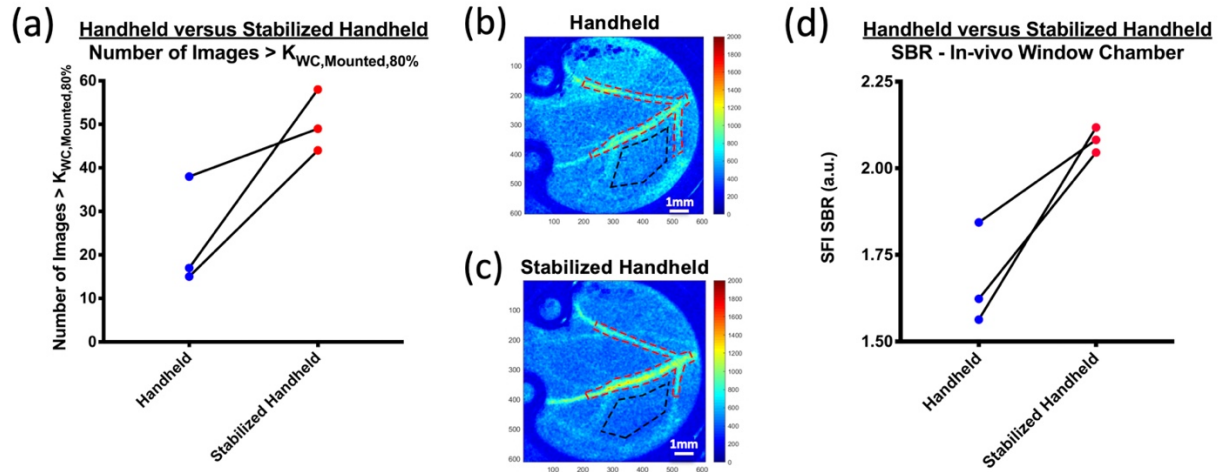 (a)
Handheld versus Stabilized Handheld
Number of Images > K_WC,Mounted,80%
Number of Images > K_WC,Mounted,80%
60
50
40
30
20
10
0
Handheld
Stabilized Handheld
(b)
Handheld
100
200
300
400
500
600
100 200 300 400 500 600
1mm
2000
1800
1600
1400
1200
1000
800
600
400
200
0
(c)
Stabilized Handheld
100
200
300
400
500
600
100 200 300 400 500 600
1mm
2000
1800
1600
1400
1200
1000
800
600
400
200
0
(d)
Handheld versus Stabilized Handheld
SBR - In-vivo Window Chamber
SFI SBR (a.u.)
2.25
2.00
1.75
1.50
Handheld
Stabilized Handheld